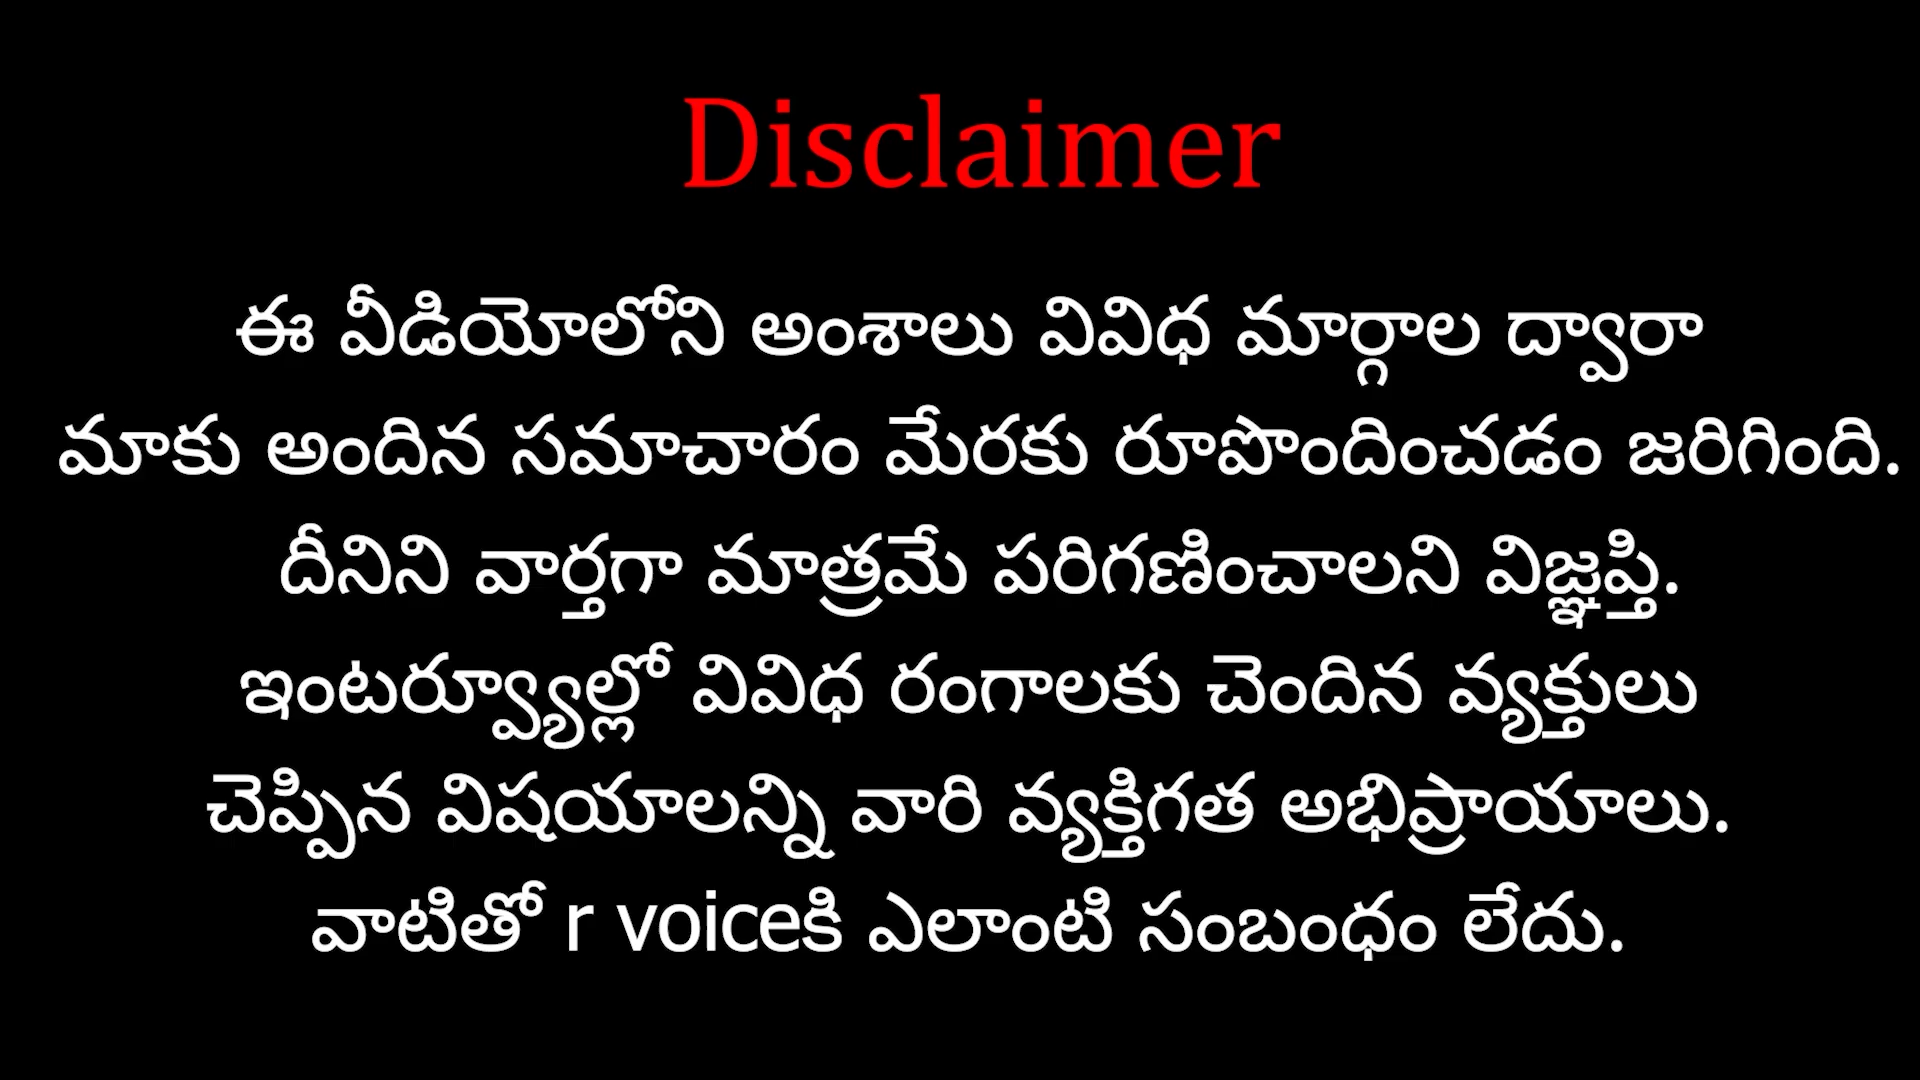 Disclaimer
ఈ వీడియోలోని అంశాలు వివిధ మార్గాల ద్వారా
మాకు అందిన సమాచారం మేరకు రూపొందించడం జరిగింది.
దీనిని వార్తగా మాత్రమే పరిగణించాలని విజ్ఞప్తి.
ఇంటర్వ్యూల్లో వివిధ రంగాలకు చెందిన వ్యక్తులు
చెప్పిన విషయాలన్ని వారి వ్యక్తిగత అభిప్రాయాలు.
వాటితో r voiceకి ఎలాంటి సంబంధం లేదు.